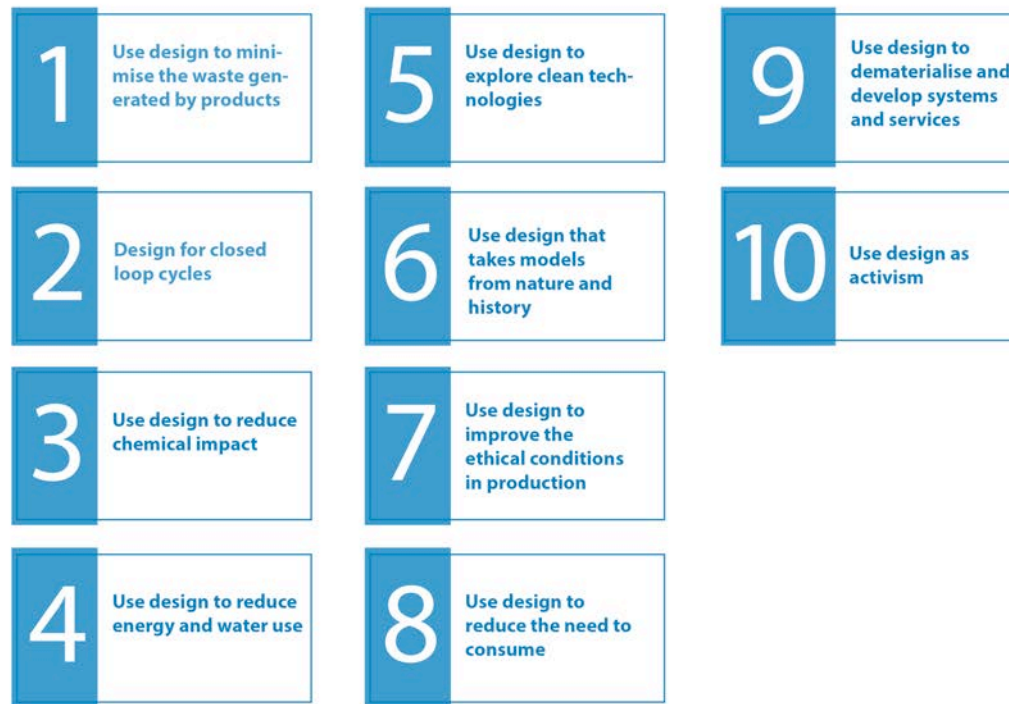 1
Use design to mini-
mise the waste gen-
erated by products
2
Design for closed
loop cycles
3
Use design to reduce
chemical impact
4
Use design to reduce
energy and water use
5
Use design to
explore clean tech-
nologies
6
Use design that
takes models
from nature and
history
7
Use design to
improve the
ethical conditions
in production
8
Use design to
reduce the need to
consume
9
Use design to
dematerialise and
develop systems
and services
10
Use design as
activism